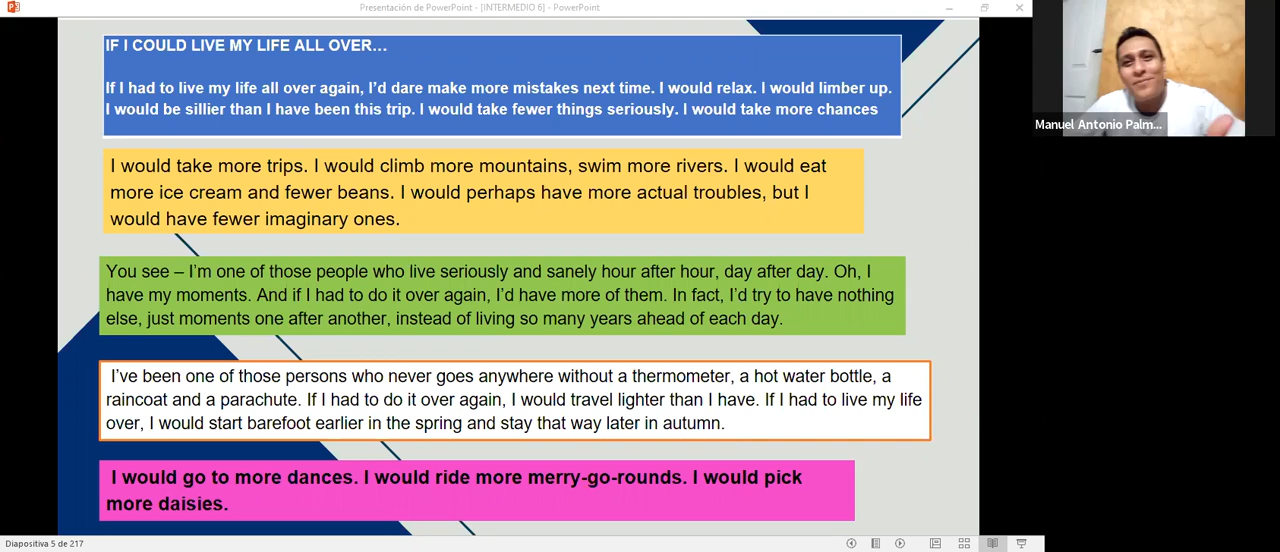 Presentación de PowerPoint - [INTERMEDIO 6] - PowerPoint
IF I COULD LIVE MY LIFE ALL OVER…
If I had to live my life all over again, I’d dare make more mistakes next time. I would relax. I would limber up.
I would be sillier than I have been this trip. I would take fewer things seriously. I would take more chances
I would take more trips. I would climb more mountains, swim more rivers. I would eat
more ice cream and fewer beans. I would perhaps have more actual troubles, but I
would have fewer imaginary ones.
You see – I’m one of those people who live seriously and sanely hour after hour, day after day. Oh, I
have my moments. And if I had to do it over again, I’d have more of them. In fact, I’d try to have nothing
else, just moments one after another, instead of living so many years ahead of each day.
I’ve been one of those persons who never goes anywhere without a thermometer, a hot water bottle, a
raincoat and a parachute. If I had to do it over again, I would travel lighter than I have. If I had to live my life
over, I would start barefoot earlier in the spring and stay that way later in autumn.
I would go to more dances. I would ride more merry-go-rounds. I would pick
more daisies.
Manuel Antonio Palm...
Diapositiva 5 de 217